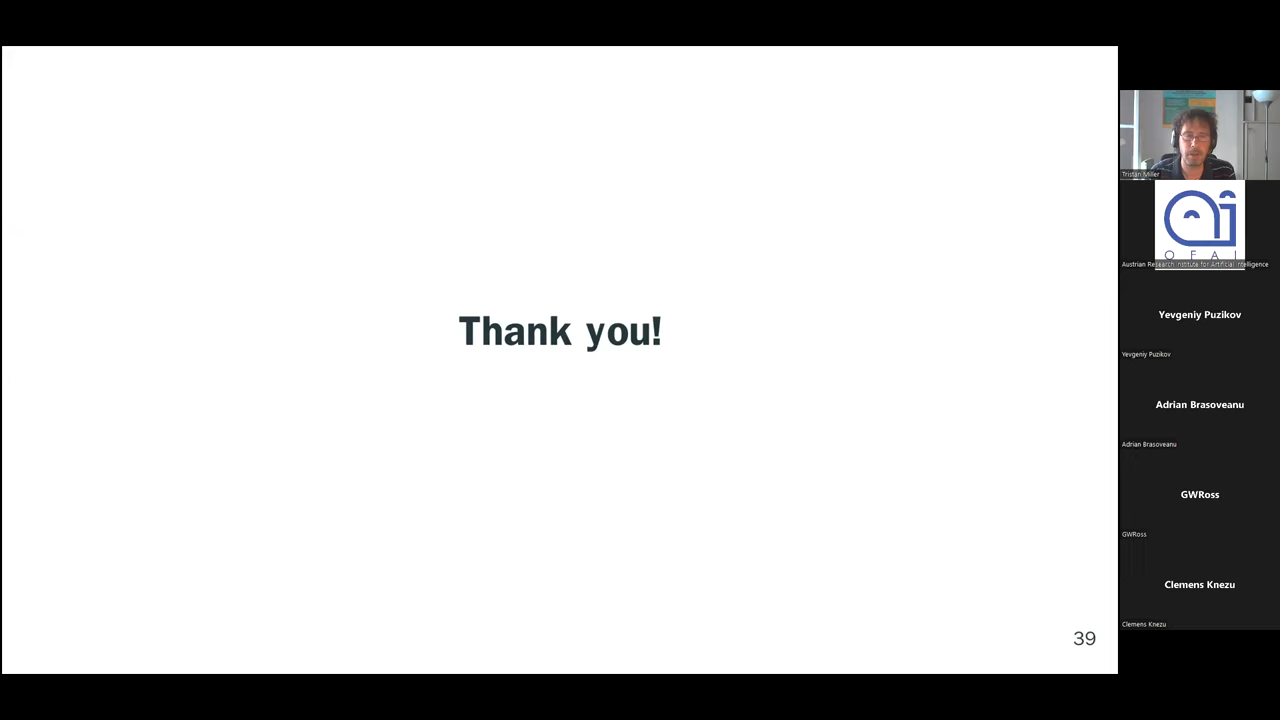 Thank you!
39
Tristan Miller
OFAI
Austrian Research Institute for Artificial Intelligence
Yevgeniy Puzikov
Yevgeniy Puzikov
Adrian Brasoveanu
Adrian Brasoveanu
GWRoss
GWRoss
Clemens Knezu
Clemens Knezu